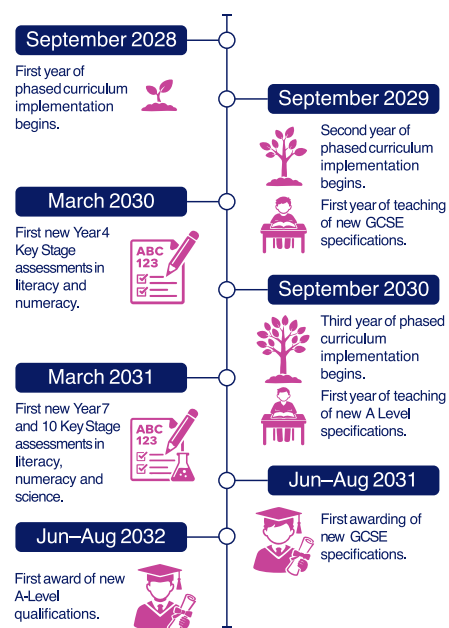 September 2028
First year of
phased curriculum
implementation
begins.
September 2029
Second year of
phased curriculum
implementation
begins.
First year of teaching
of new GCSE
specifications.
March 2030
First new Year 4
Key Stage
assessments in
literacy and
numeracy.
ABC
123
September 2030
Third year of phased
curriculum
implementation
begins.
First year of teaching
of new A Level
specifications.
March 2031
First new Year 7
and 10 Key Stage
assessments in
literacy,
numeracy and
science.
ABC
123
Jun–Aug 2031
First awarding of
new GCSE
specifications.
Jun–Aug 2032
First award of new
A-Level
qualifications.